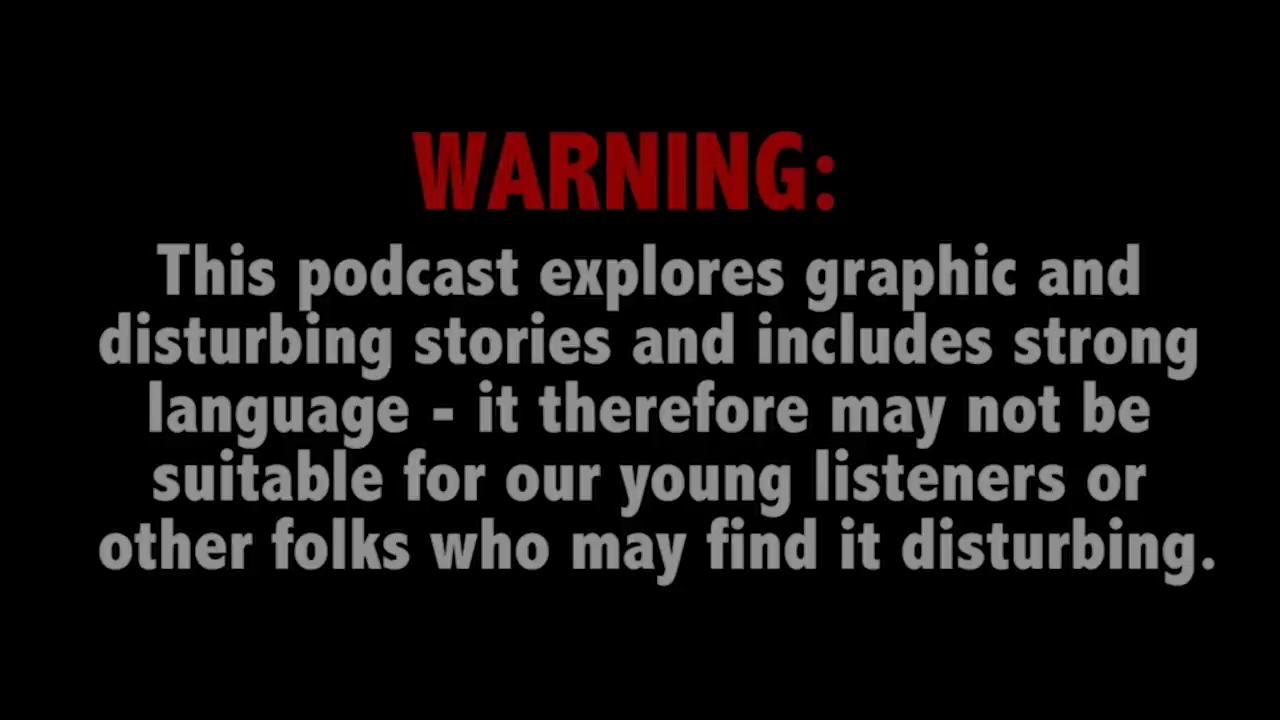 WARNING:
This podcast explores graphic and
disturbing stories and includes strong
language - it therefore may not be
suitable for our young listeners or
other folks who may find it disturbing.